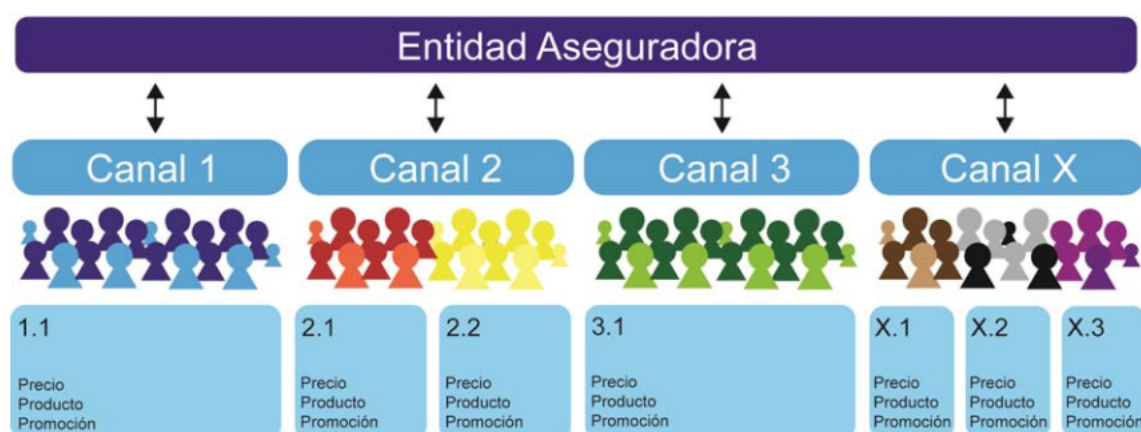 Entidad Aseguradora
Canal 1
Canal 2
Canal 3
Canal X
1.1
Precio
Producto
Promoción
2.1
Precio
Producto
Promoción
2.2
Precio
Producto
Promoción
3.1
Precio
Producto
Promoción
X.1
Precio
Producto
Promoción
X.2
Precio
Producto
Promoción
X.3
Precio
Producto
Promoción